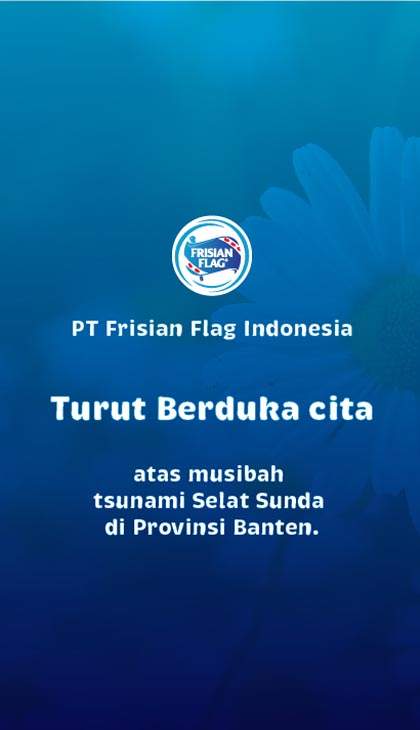 FRISIAN
FLAG
PT Frisian Flag Indonesia
Turut Berduka cita
atas musibah
tsunami Selat Sunda
di Provinsi Banten.